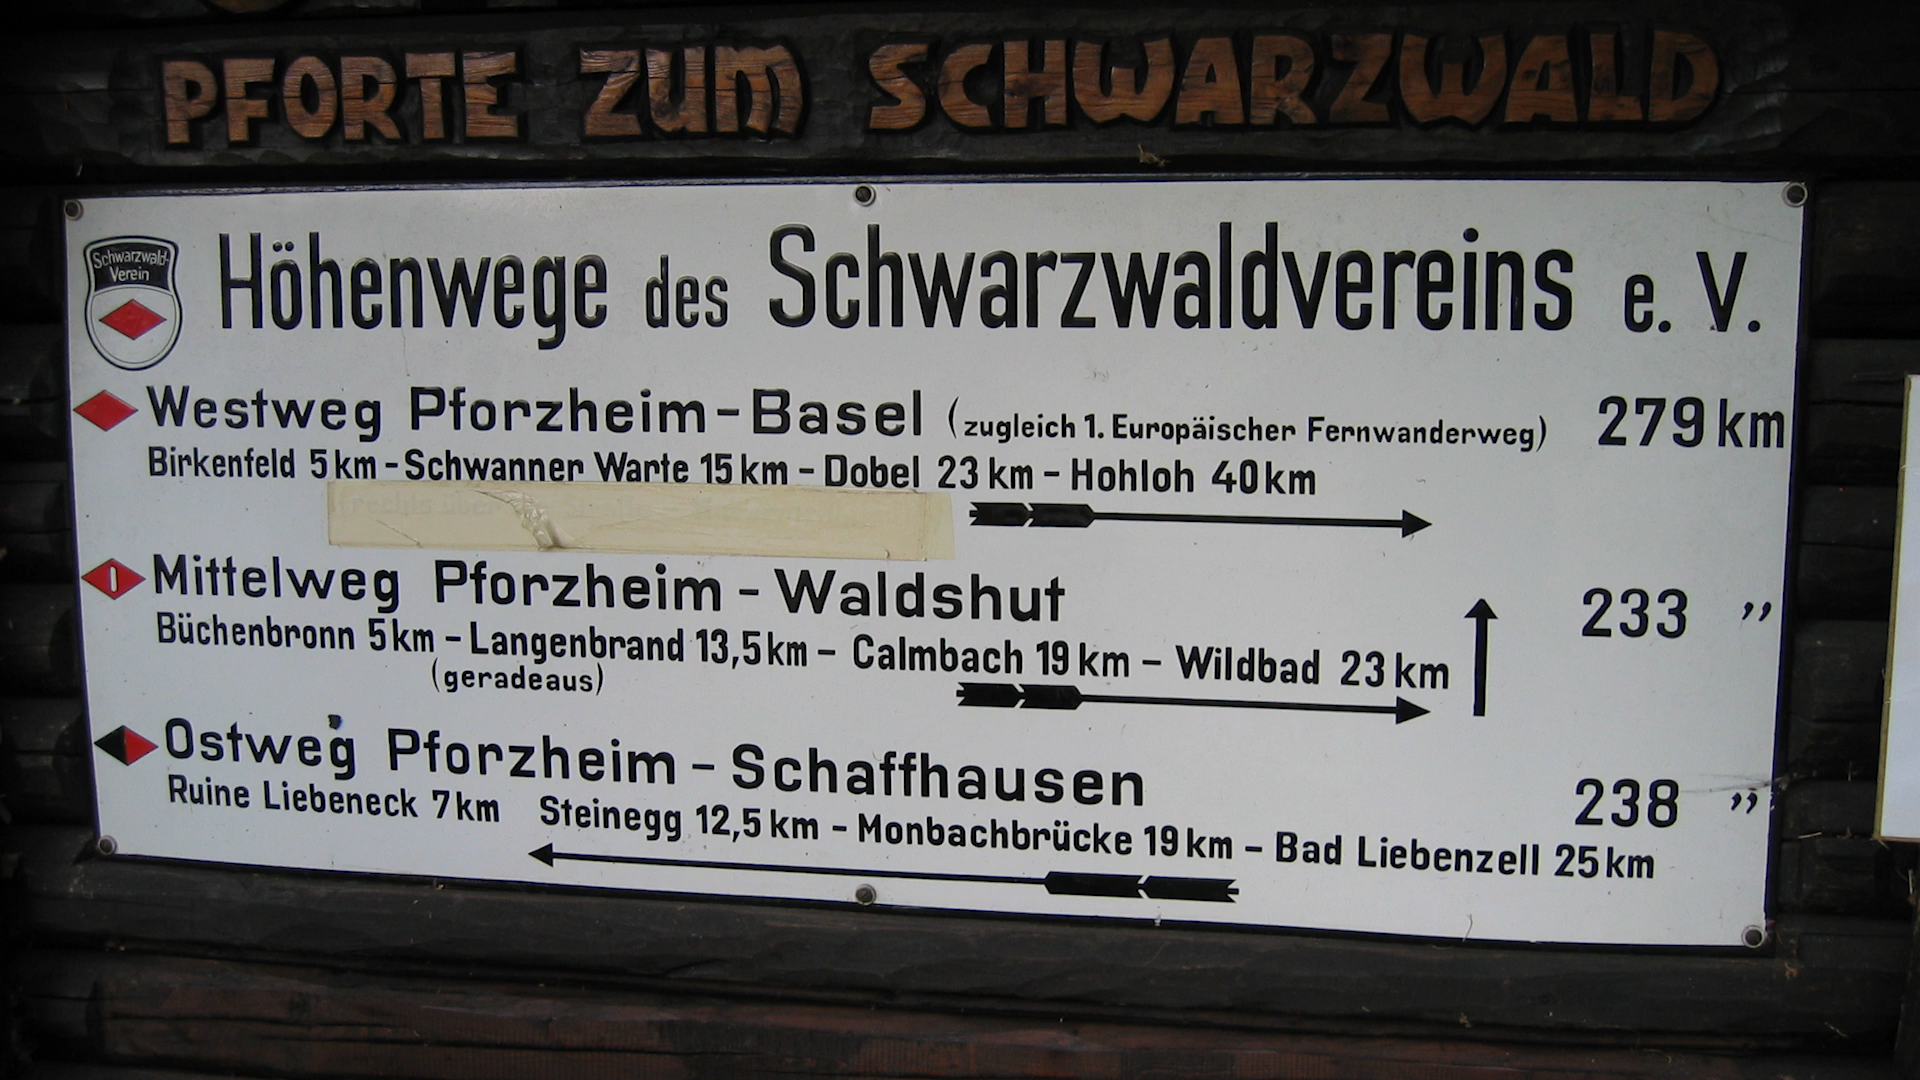 PFORTE ZUM SCHWARZWALD
Schwarzwald-
Verein
Höhenwege des Schwarzwaldvereins e. V.
Westweg Pforzheim-Basel (zugleich 1. Europäischer Fernwanderweg) 279 km
Birkenfeld 5 km - Schwanner Warte 15 km - Dobel 23 km - Hohloh 40 km
(rechts über
Mittelweg Pforzheim - Waldshut 233 ”
Büchenbronn 5 km - Langenbrand 13,5 km - Calmbach 19 km - Wildbad 23 km
(geradeaus)
Ostweg Pforzheim - Schaffhausen 238 ”
Ruine Liebeneck 7 km Steinegg 12,5 km - Monbachbrücke 19 km - Bad Liebenzell 25 km